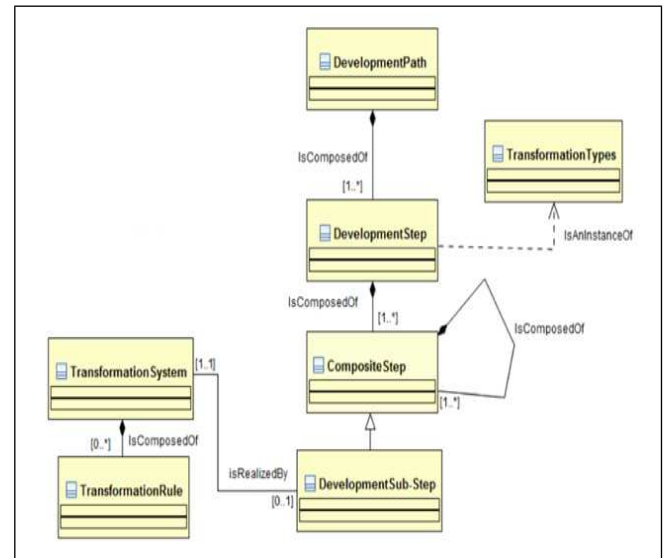 DevelopmentPath
IsComposedOf
[1..*]
TransformationTypes
DevelopmentStep
IsAnInstanceOf
IsComposedOf
[1..*]
CompositeStep
IsComposedOf
[1..*]
TransformationSystem
[1..1]
[0..*]
IsComposedOf
TransformationRule
isRealizedBy
[0..1]
DevelopmentSub-Step